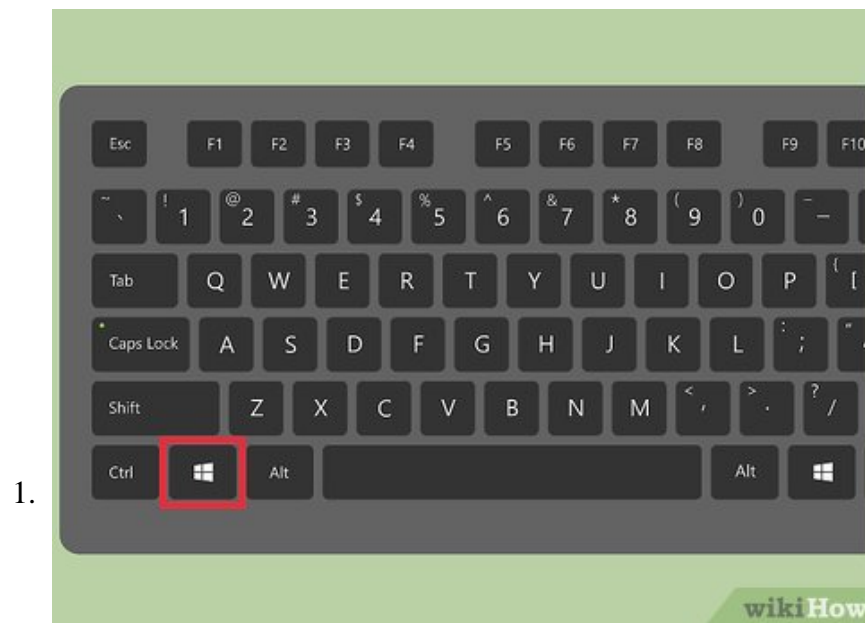 Esc F1 F2 F3 F4 F5 F6 F7 F8 F9 F10
~ ` ! 1 @ 2 # 3 $ 4 % 5 ^ 6 & 7 * 8 ( 9 ) 0 _ –
Tab Q W E R T Y U I O P { [
Caps Lock A S D F G H J K L : ; "
Shift Z X C V B N M < , > . ? /
Ctrl Alt Alt
1.
wikiHow